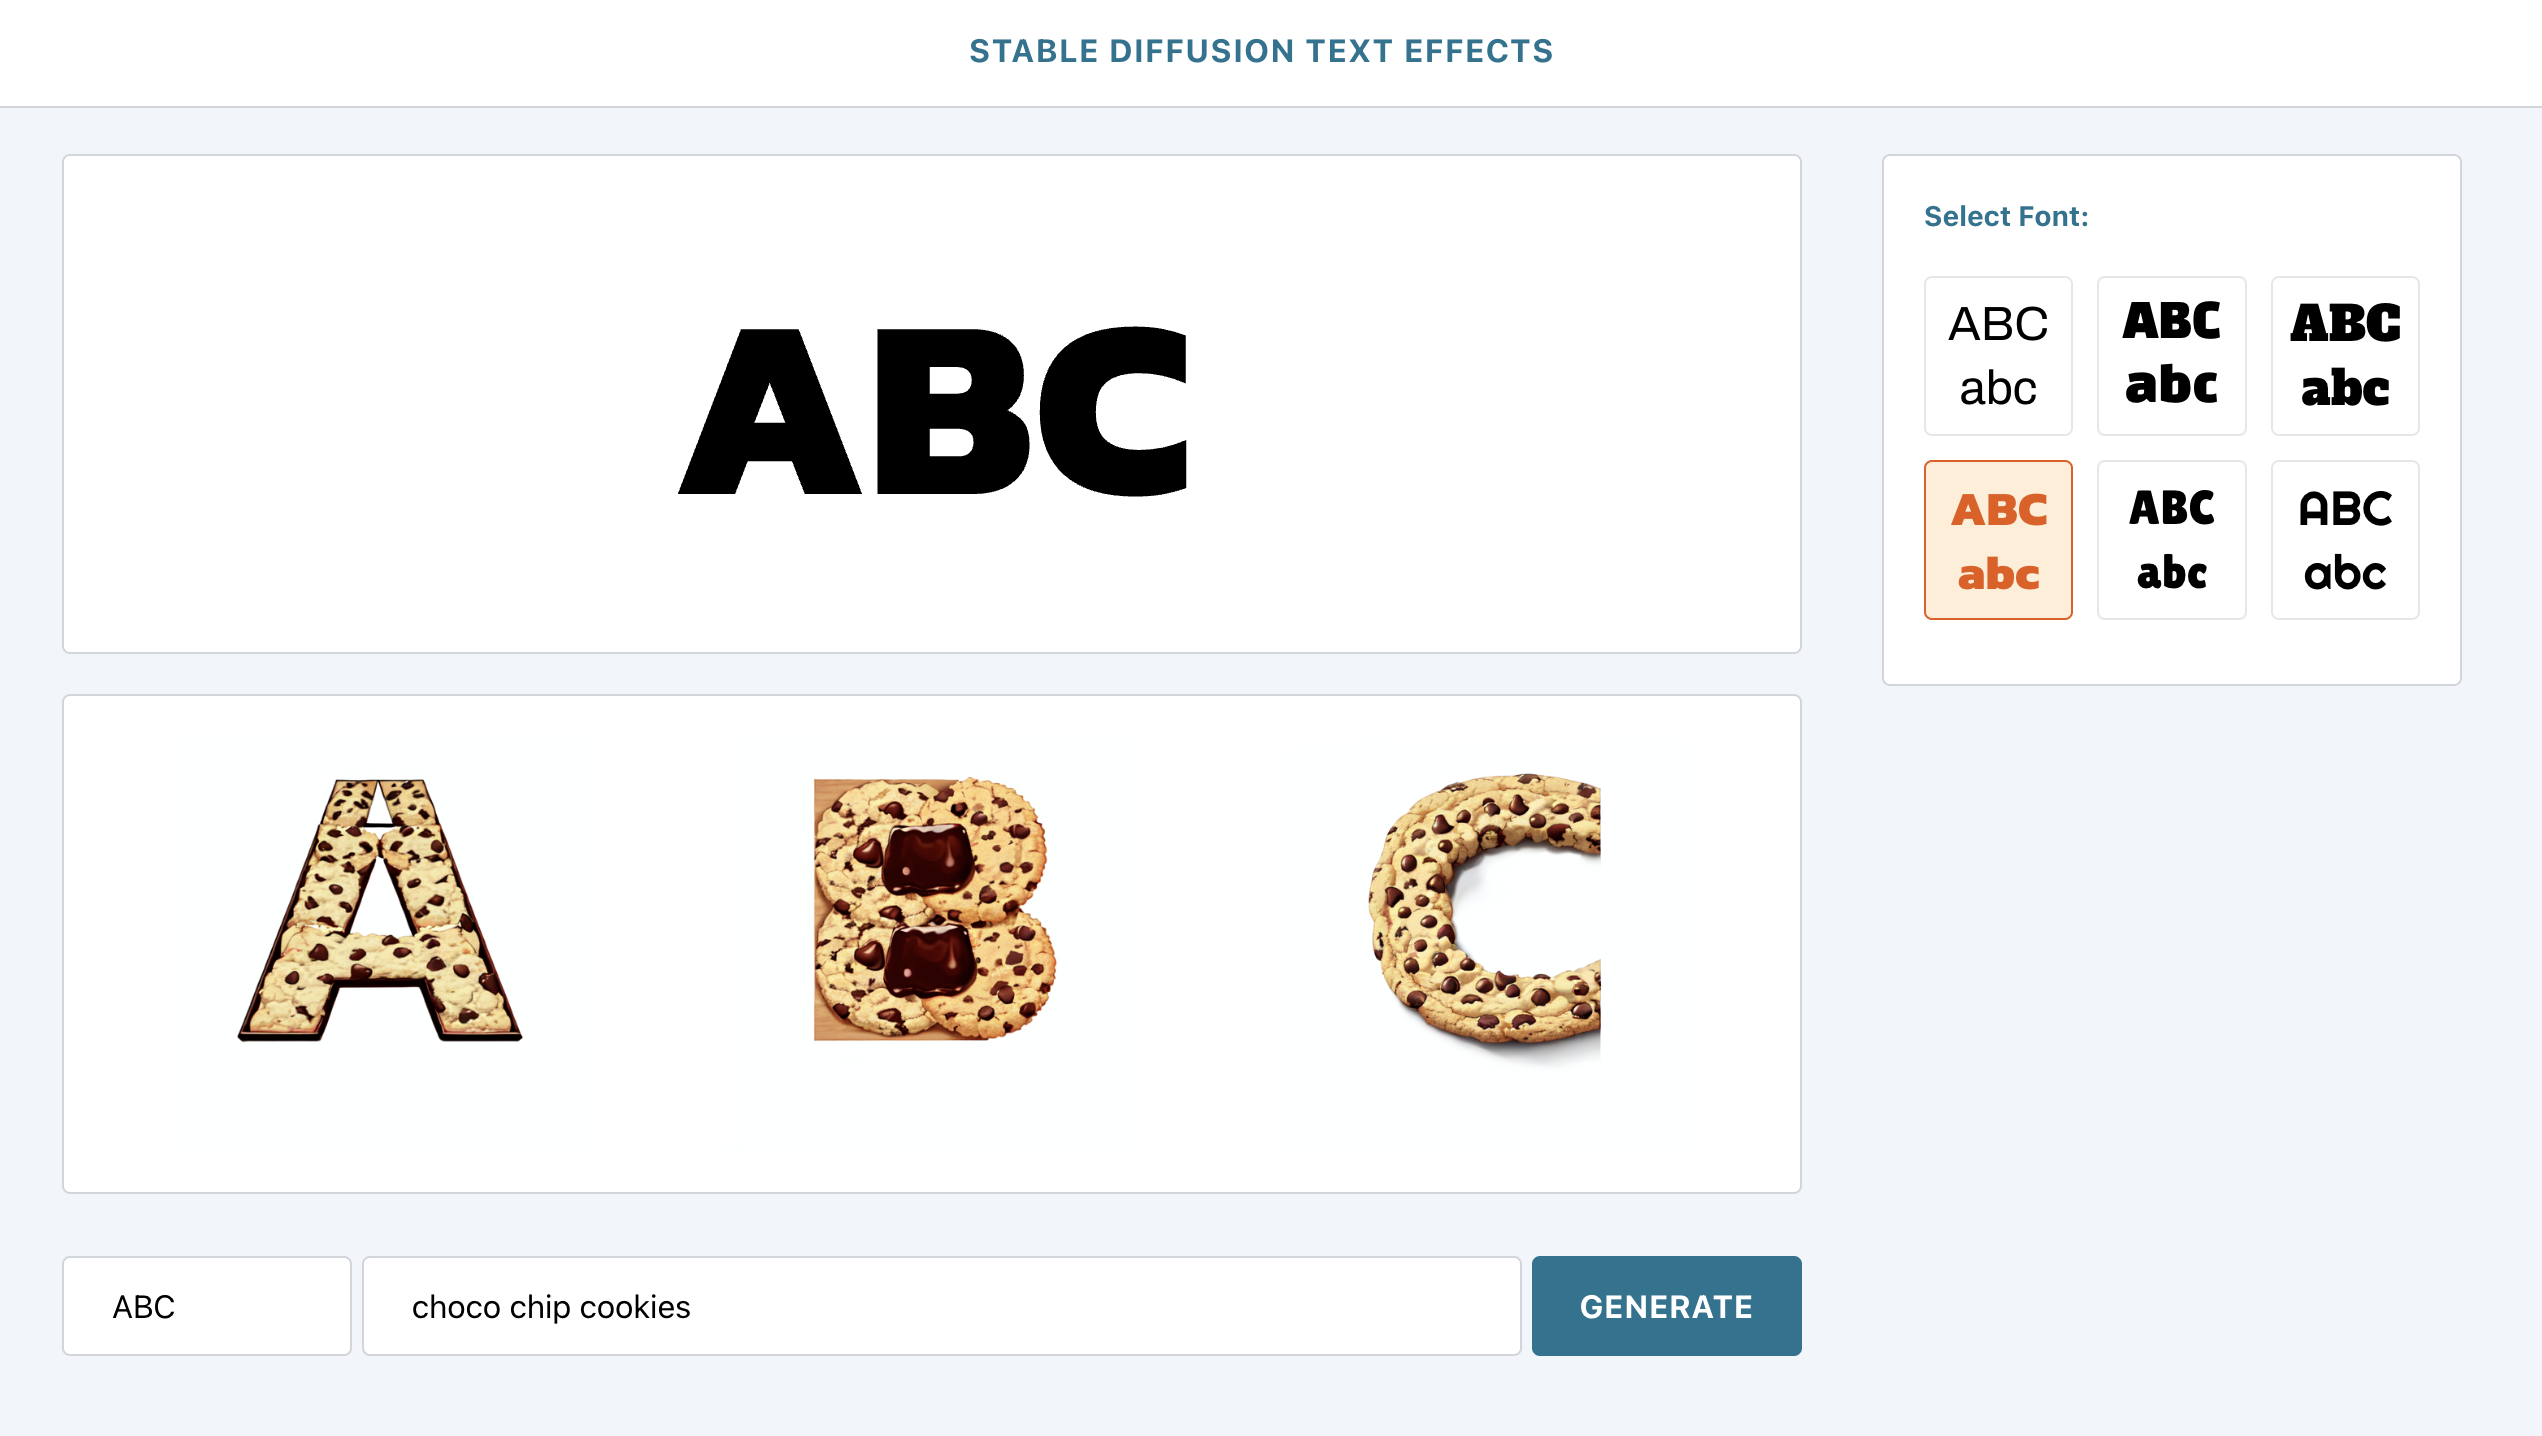 STABLE DIFFUSION TEXT EFFECTS
ABC
Select Font:
ABC ABC ABC
abc abc abc
ABC ABC ABC
abc abc abc
A B C
ABC
choco chip cookies
GENERATE